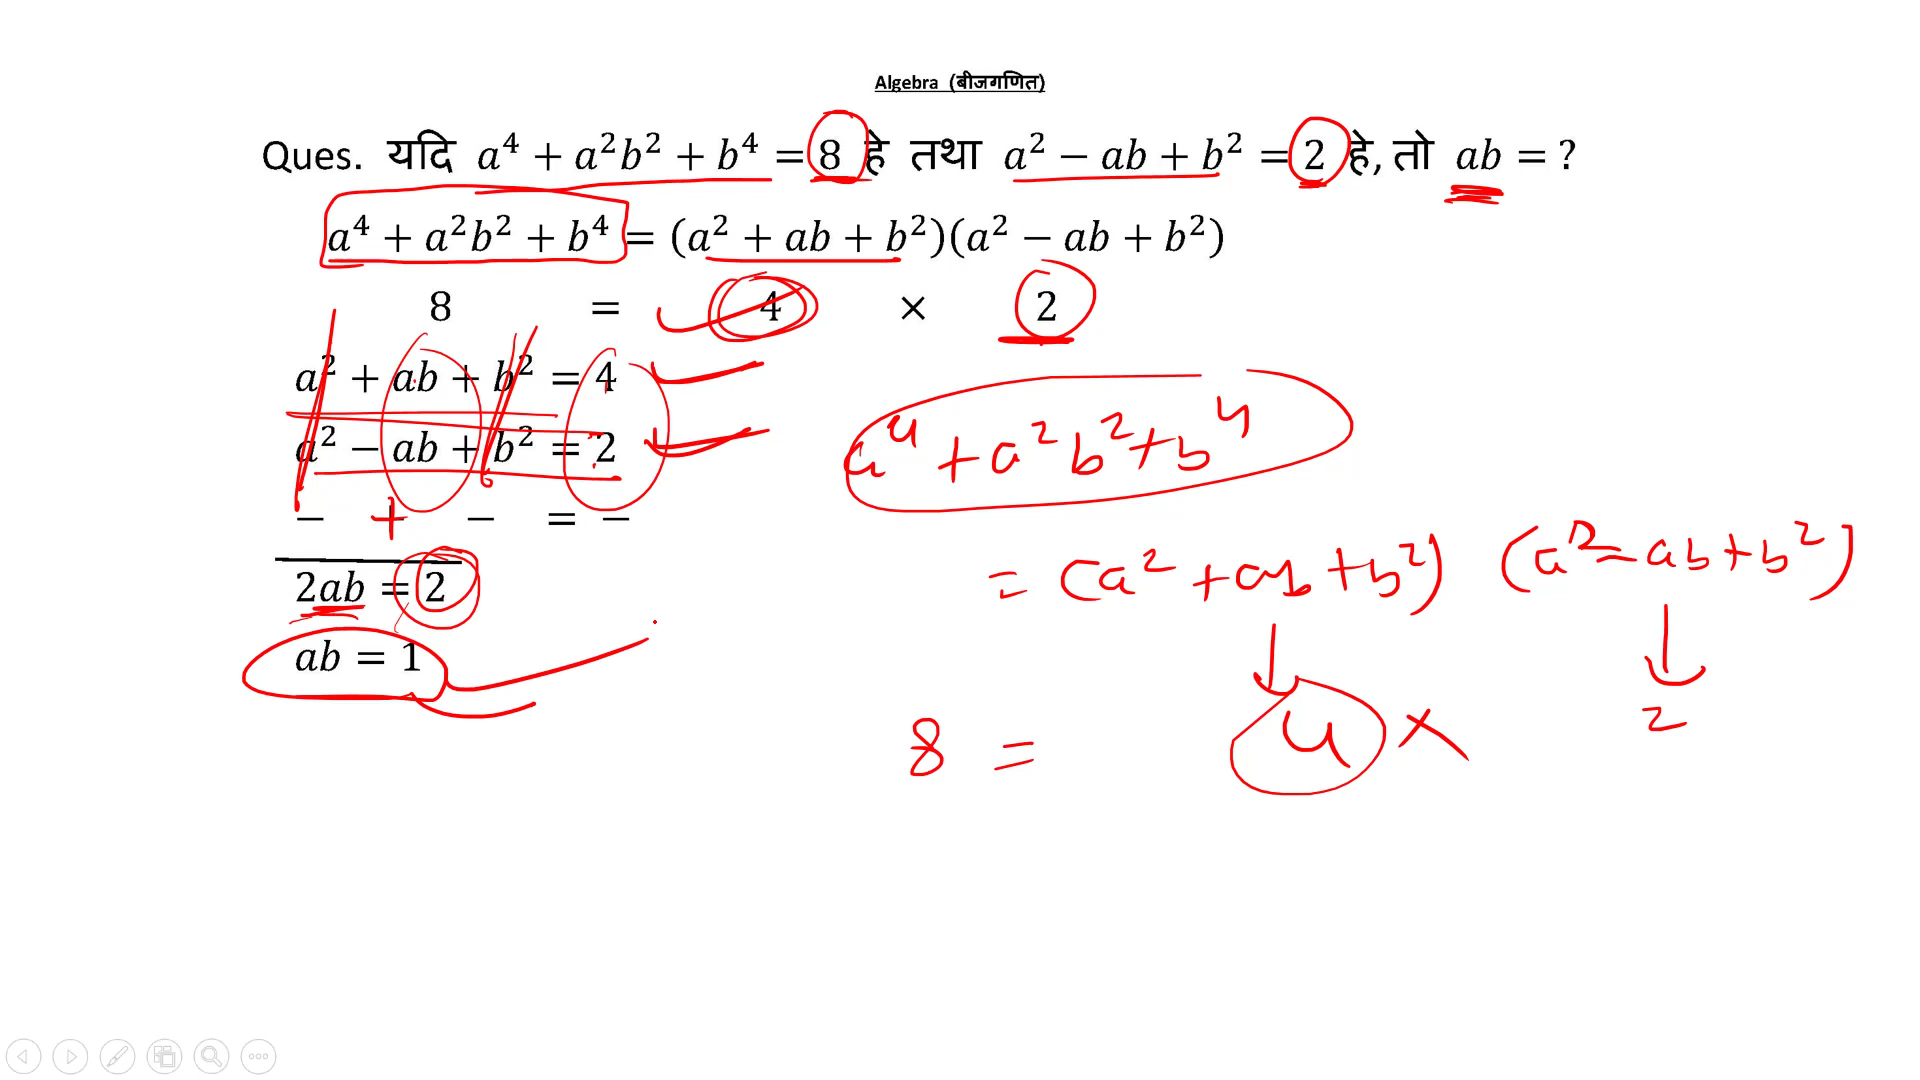 Algebra (बीजगणित)
Ques. यदि a⁴ + a²b² + b⁴ = 8 हे तथा a² − ab + b² = 2 हे, तो ab = ?
a⁴ + a²b² + b⁴ = (a² + ab + b²)(a² − ab + b²)
8 = 4 × 2
a² + ab + b² = 4
a² − ab + b² = 2
− + − = −
2ab = 2
ab = 1
a⁴ + a²b² + b⁴
= (a² + ab + b²) (a² − ab + b²)
8 = 4 × 2